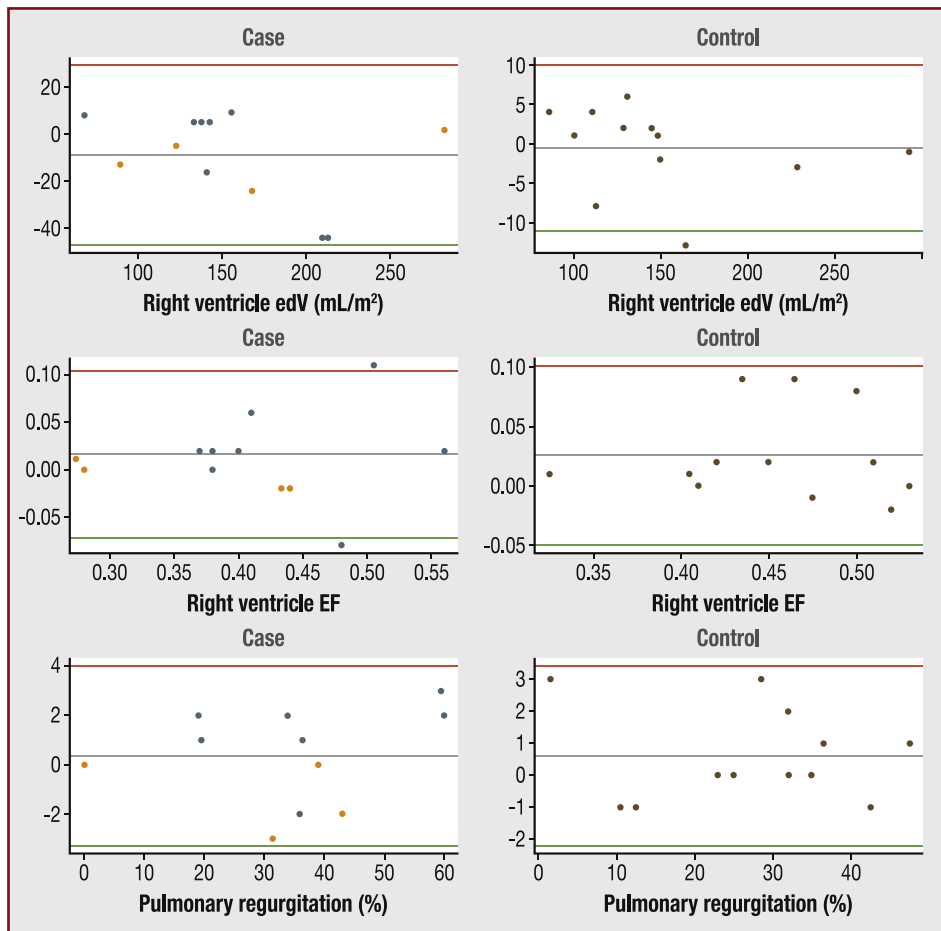 Case
20
0
-20
-40
100 150 200 250
Right ventricle edV (mL/m²)
Control
10
5
0
-5
-10
100 150 200 250
Right ventricle edV (mL/m²)
Case
0.10
0.05
0.00
-0.05
0.30 0.35 0.40 0.45 0.50 0.55
Right ventricle EF
Control
0.10
0.05
0.00
-0.05
0.35 0.40 0.45 0.50
Right ventricle EF
Case
4
2
0
-2
0 10 20 30 40 50 60
Pulmonary regurgitation (%)
Control
3
2
1
0
-1
-2
0 10 20 30 40
Pulmonary regurgitation (%)